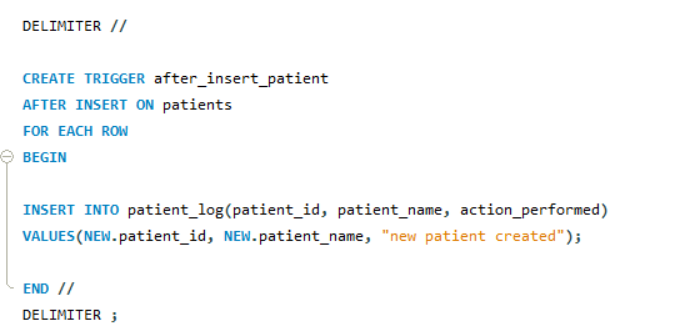 DELIMITER //
CREATE TRIGGER after_insert_patient
AFTER INSERT ON patients
FOR EACH ROW
BEGIN
INSERT INTO patient_log(patient_id, patient_name, action_performed)
VALUES(NEW.patient_id, NEW.patient_name, "new patient created");
END //
DELIMITER ;